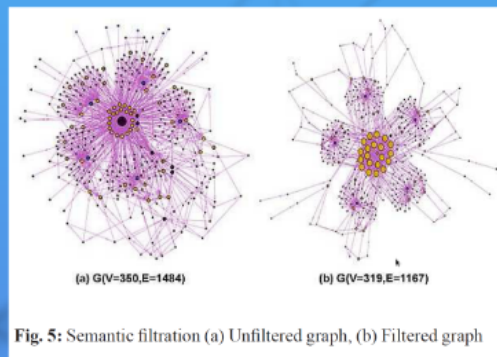 (a) G(V=350,E=1484)
(b) G(V=319,E=1167)
Fig. 5: Semantic filtration (a) Unfiltered graph, (b) Filtered graph